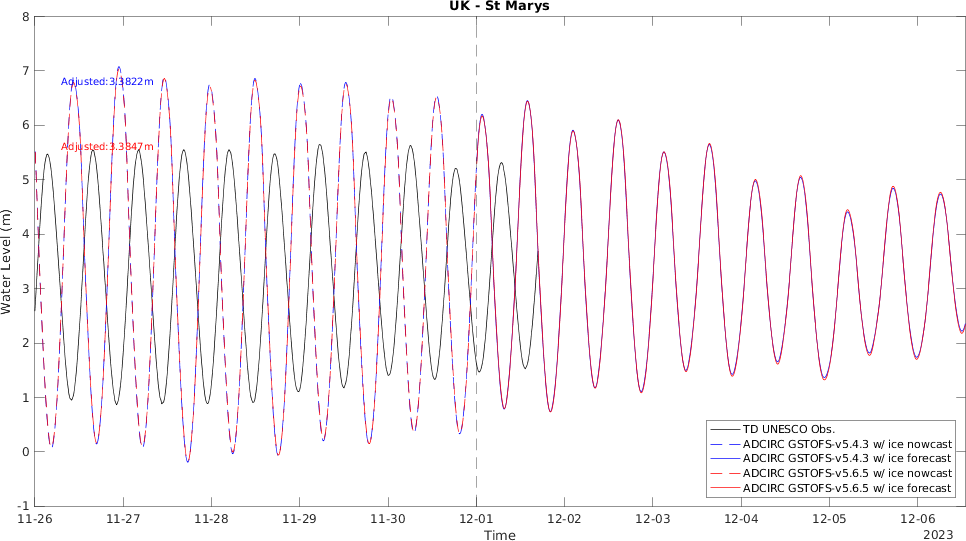 UK - St Marys
8
7
6
5
4
3
2
1
0
-1
Water Level (m)
Adjusted:3.3822m
Adjusted:3.3847m
TD UNESCO Obs.
ADCIRC GSTOFS-v5.4.3 w/ ice nowcast
ADCIRC GSTOFS-v5.4.3 w/ ice forecast
ADCIRC GSTOFS-v5.6.5 w/ ice nowcast
ADCIRC GSTOFS-v5.6.5 w/ ice forecast
11-26 11-27 11-28 11-29 11-30 12-01 12-02 12-03 12-04 12-05 12-06
Time
2023